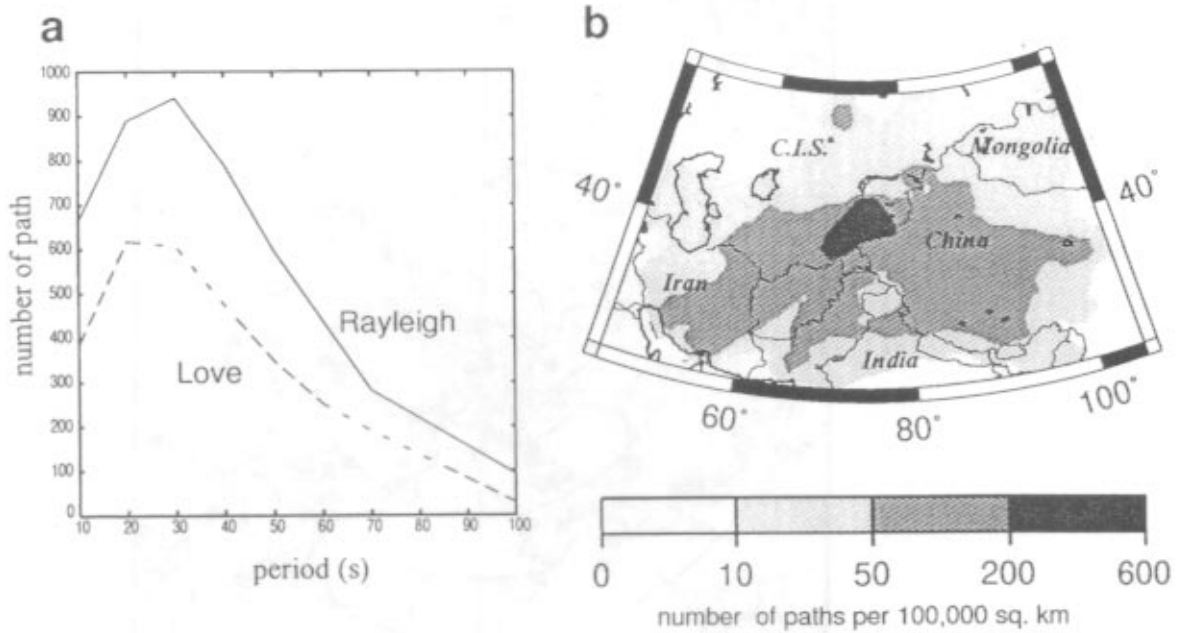 a
1000
900
800
700
600
500
400
300
200
100
0
10 20 30 40 50 60 70 80 90 100
number of path
period (s)
Rayleigh
Love
b
C.I.S.*
Mongolia
40°
40°
China
Iran
India
60°
80°
100°
0 10 50 200 600
number of paths per 100,000 sq. km